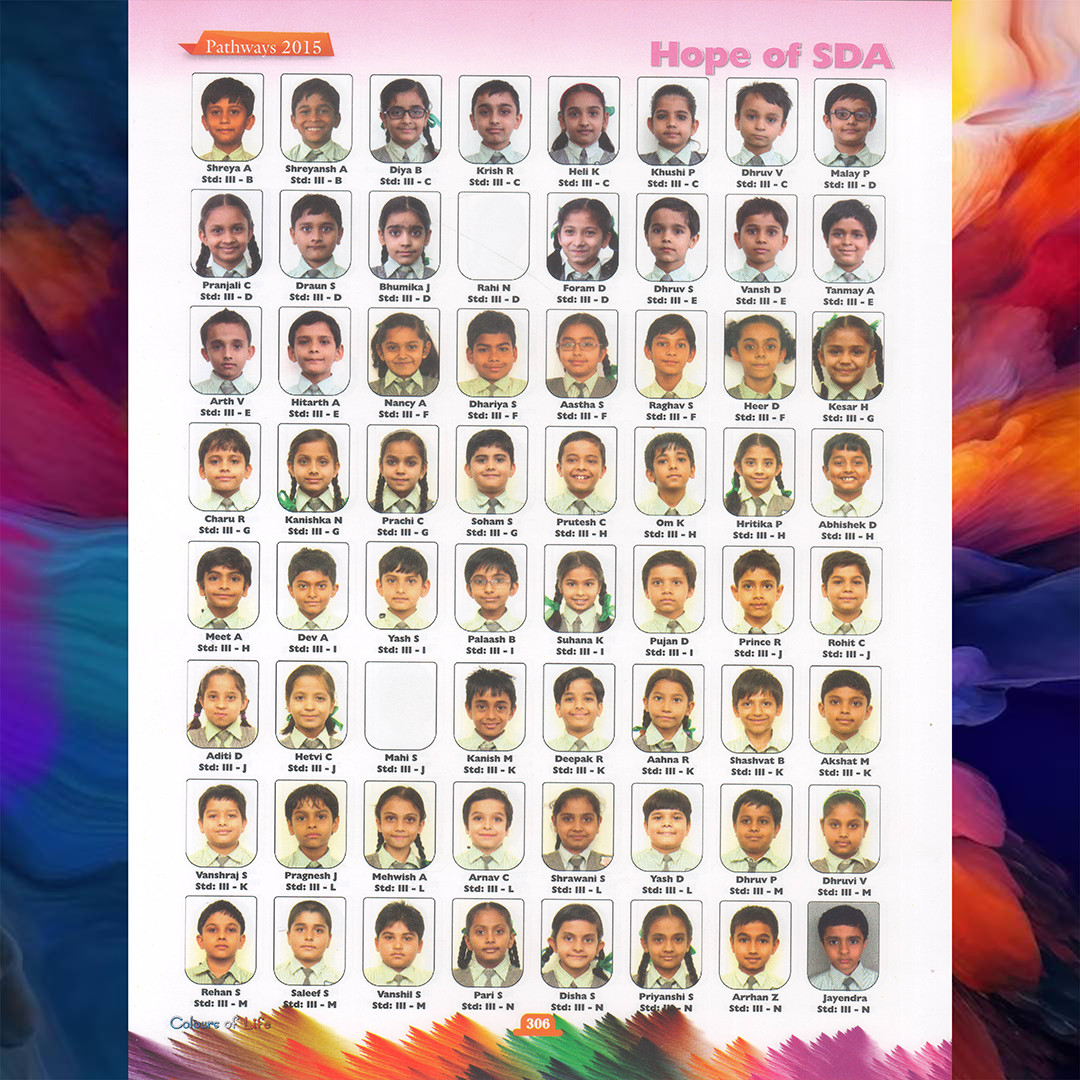 Pathways 2015
Hope of SDA
Shreya A
Std: III - B
Shreyansh A
Std: III - B
Diya B
Std: III - C
Krish R
Std: III - C
Heli K
Std: III - C
Khushi P
Std: III - C
Dhruv V
Std: III - C
Malay P
Std: III - D
Pranjali C
Std: III - D
Draun S
Std: III - D
Bhumika J
Std: III - D
Rahi N
Std: III - D
Foram D
Std: III - D
Dhruv S
Std: III - E
Vansh D
Std: III - E
Tanmay A
Std: III - E
Arth V
Std: III - E
Hitarth A
Std: III - E
Nancy A
Std: III - F
Dhariya S
Std: III - F
Aastha S
Std: III - F
Raghav S
Std: III - F
Heer D
Std: III - F
Kesar H
Std: III - G
Charu R
Std: III - G
Kanishka N
Std: III - G
Prachi C
Std: III - G
Soham S
Std: III - G
Prutesh C
Std: III - H
Om K
Std: III - H
Hritika P
Std: III - H
Abhishek D
Std: III - H
Meet A
Std: III - H
Dev A
Std: III - I
Yash S
Std: III - I
Palaash B
Std: III - I
Suhana K
Std: III - I
Pujan D
Std: III - I
Prince R
Std: III - J
Rohit C
Std: III - J
Aditi D
Std: III - J
Hetvi C
Std: III - J
Mahi S
Std: III - J
Kanish M
Std: III - K
Deepak R
Std: III - K
Aahna R
Std: III - K
Shashvat B
Std: III - K
Akshat M
Std: III - K
Vanshraj S
Std: III - K
Pragnesh J
Std: III - L
Mehwish A
Std: III - L
Arnav C
Std: III - L
Shrawani S
Std: III - L
Yash D
Std: III - L
Dhruv P
Std: III - M
Dhruvi V
Std: III - M
Rehan S
Std: III - M
Saleef S
Std: III - M
Vanshil S
Std: III - M
Pari S
Std: III - N
Disha S
Std: III - N
Priyanshi S
Std: III - N
Arrhan Z
Std: III - N
Jayendra
Std: III - N
Colours of Life
306